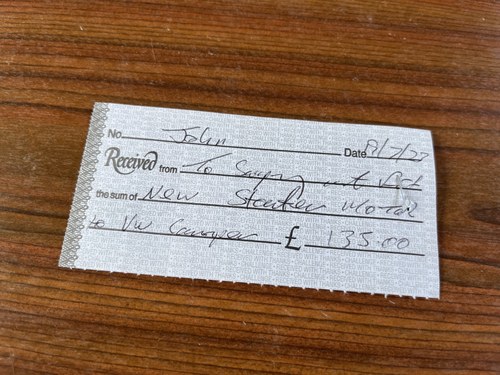 No. John Date 8/7/22
Received from To Supply and Fit
the sum of New Starter Motor
to VW Camper £ 135.00